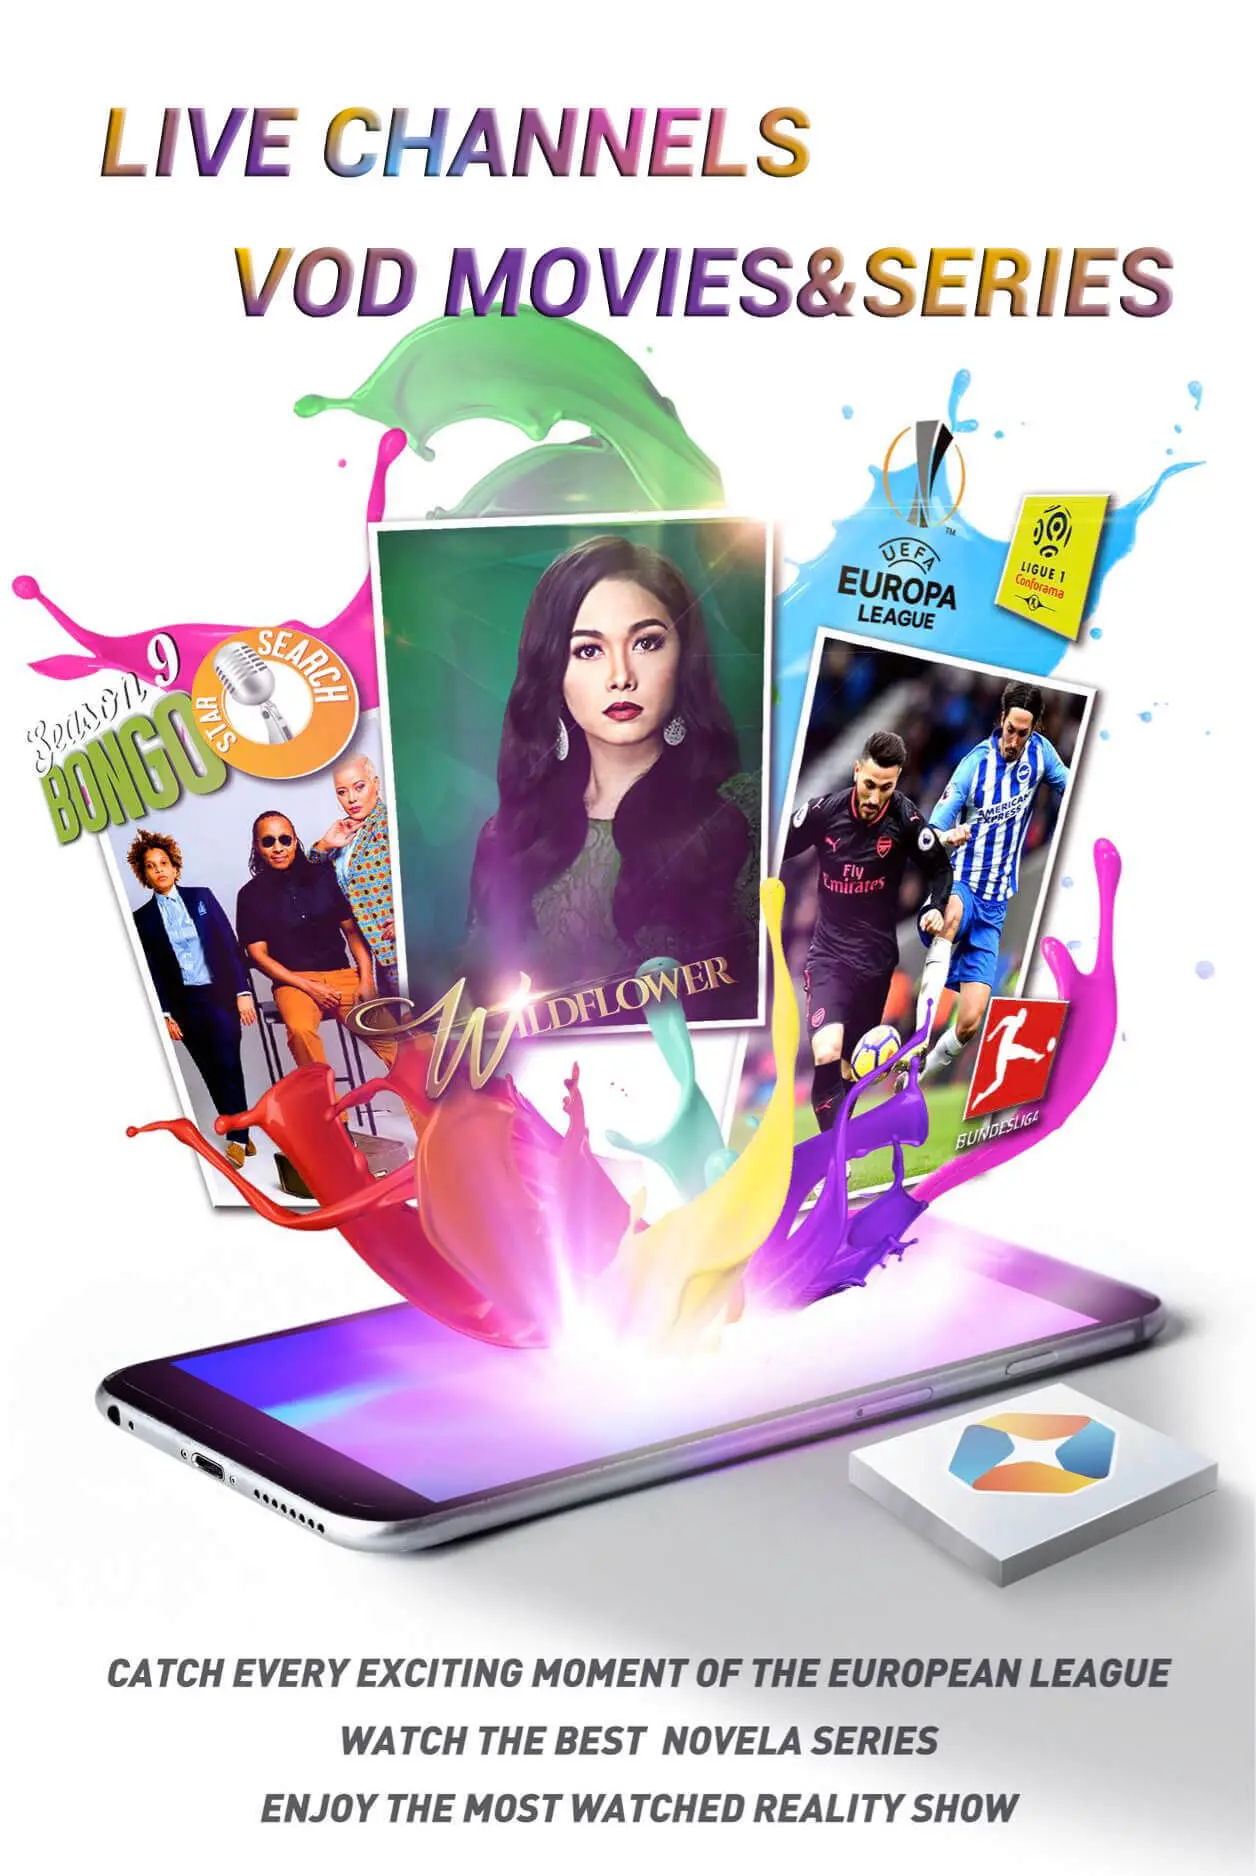 LIVE CHANNELS
VOD MOVIES&SERIES
UEFA
EUROPA
LEAGUE
TM
LIGUE 1
Conforama
Season 9
BONGO
STAR SEARCH
AMERICAN
EXPRESS
Fly
Emirates
WILDFLOWER
BUNDESLIGA
CATCH EVERY EXCITING MOMENT OF THE EUROPEAN LEAGUE
WATCH THE BEST NOVELA SERIES
ENJOY THE MOST WATCHED REALITY SHOW